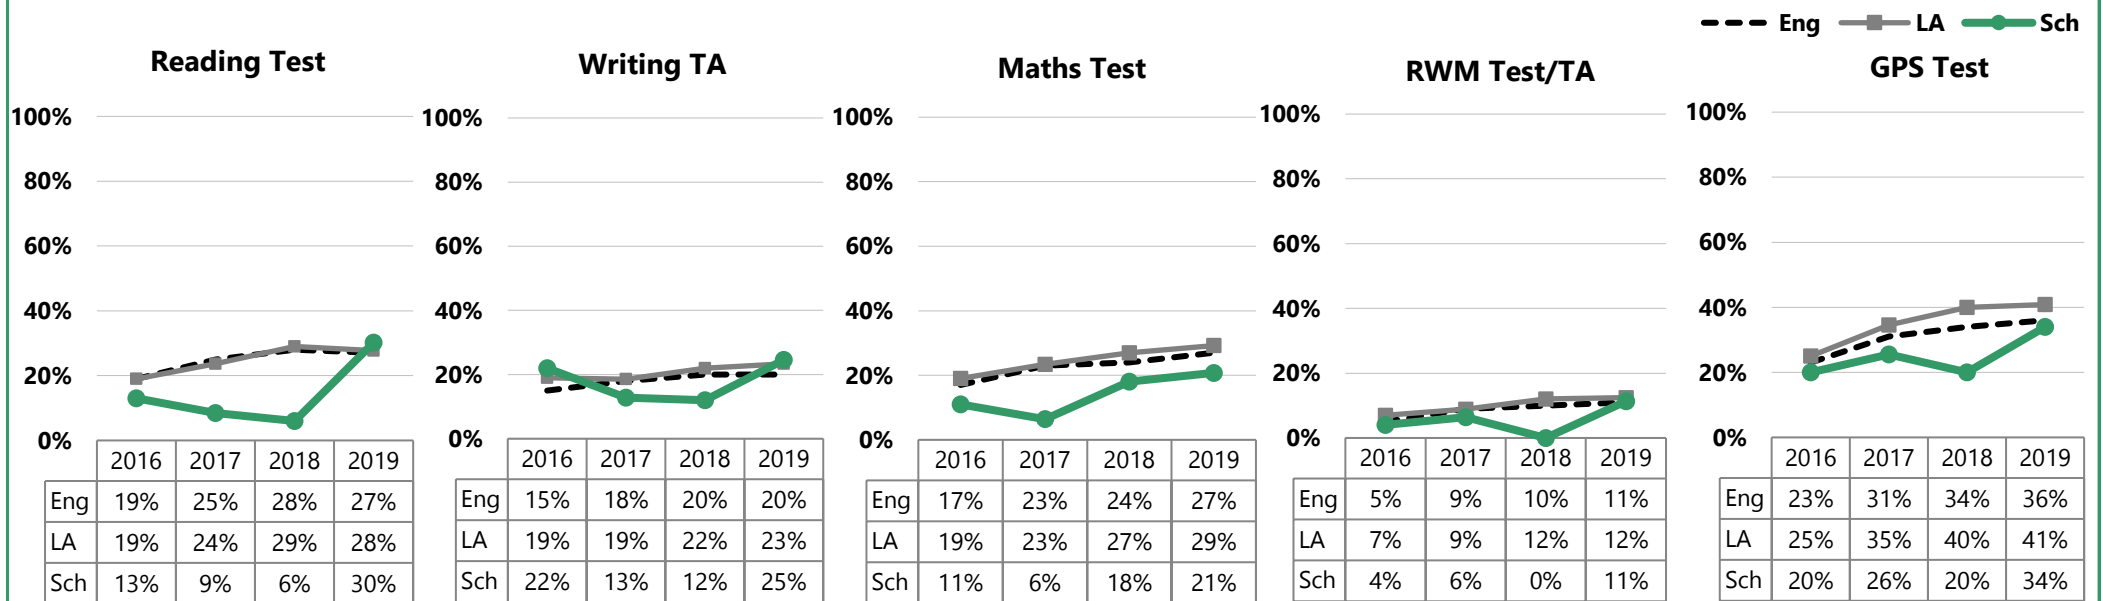 Eng LA Sch
Reading Test
100%
80%
60%
40%
20%
0%
2016 2017 2018 2019
Eng 19% 25% 28% 27%
LA 19% 24% 29% 28%
Sch 13% 9% 6% 30%
Writing TA
100%
80%
60%
40%
20%
0%
2016 2017 2018 2019
Eng 15% 18% 20% 20%
LA 19% 19% 22% 23%
Sch 22% 13% 12% 25%
Maths Test
100%
80%
60%
40%
20%
0%
2016 2017 2018 2019
Eng 17% 23% 24% 27%
LA 19% 23% 27% 29%
Sch 11% 6% 18% 21%
RWM Test/TA
100%
80%
60%
40%
20%
0%
2016 2017 2018 2019
Eng 5% 9% 10% 11%
LA 7% 9% 12% 12%
Sch 4% 6% 0% 11%
GPS Test
100%
80%
60%
40%
20%
0%
2016 2017 2018 2019
Eng 23% 31% 34% 36%
LA 25% 35% 40% 41%
Sch 20% 26% 20% 34%